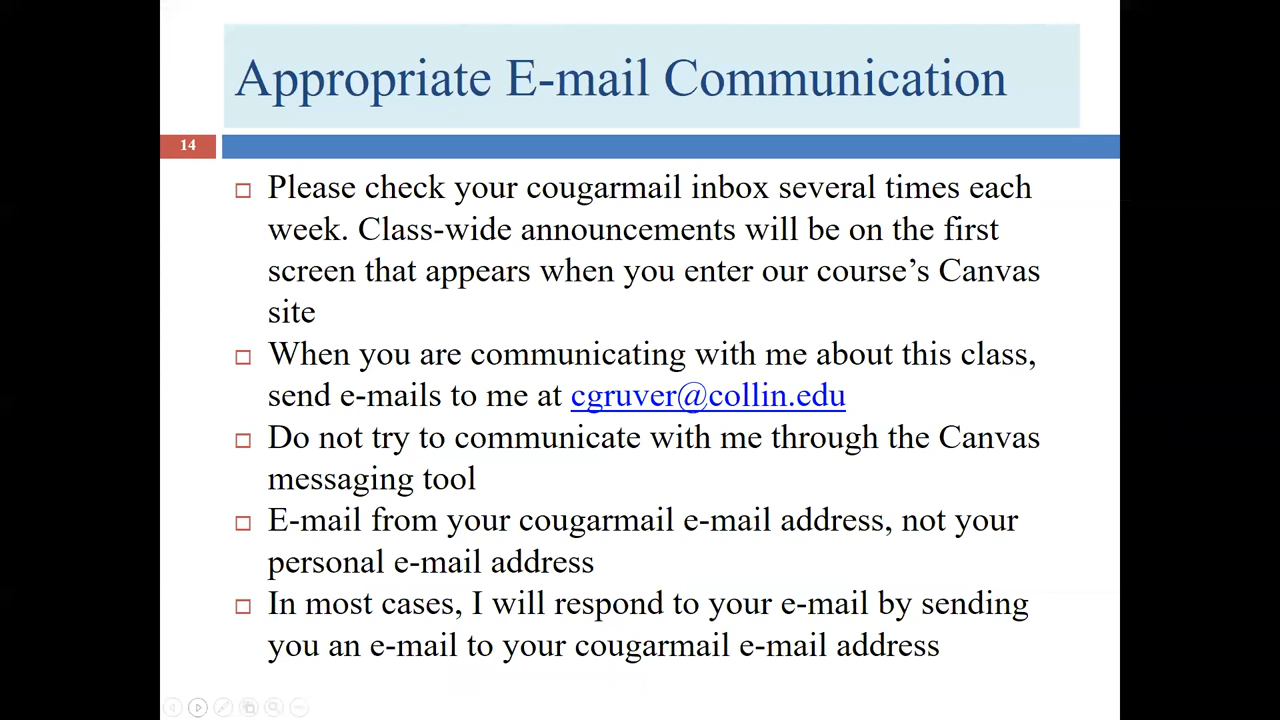 Appropriate E-mail Communication
14
Please check your cougarmail inbox several times each
week. Class-wide announcements will be on the first
screen that appears when you enter our course’s Canvas
site
When you are communicating with me about this class,
send e-mails to me at cgruver@collin.edu
Do not try to communicate with me through the Canvas
messaging tool
E-mail from your cougarmail e-mail address, not your
personal e-mail address
In most cases, I will respond to your e-mail by sending
you an e-mail to your cougarmail e-mail address